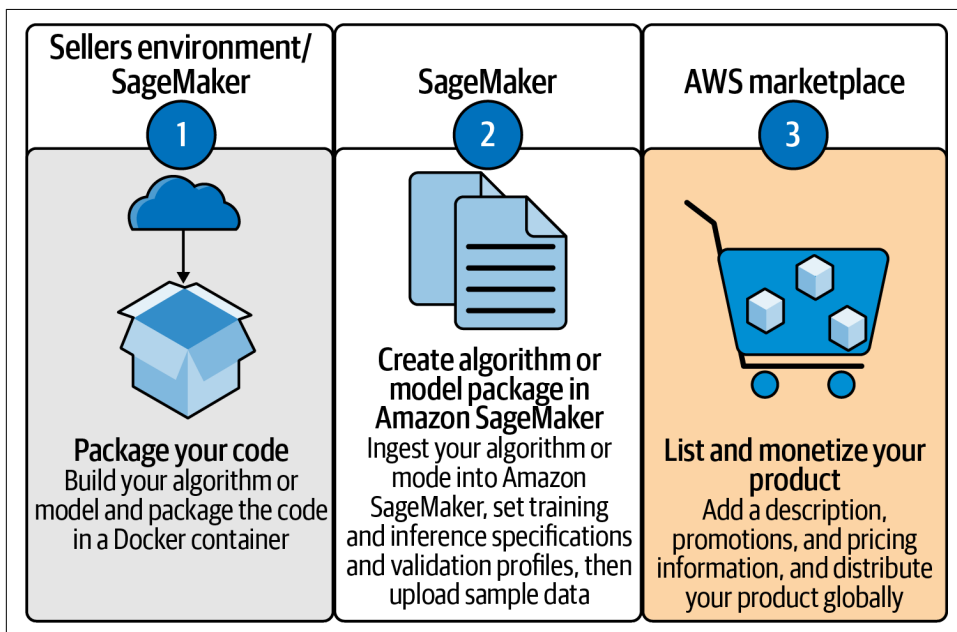 Sellers environment/
SageMaker
1
Package your code
Build your algorithm or
model and package the code
in a Docker container
SageMaker
2
Create algorithm or
model package in
Amazon SageMaker
Ingest your algorithm or
mode into Amazon
SageMaker, set training
and inference specifications
and validation profiles, then
upload sample data
AWS marketplace
3
List and monetize your
product
Add a description,
promotions, and pricing
information, and distribute
your product globally